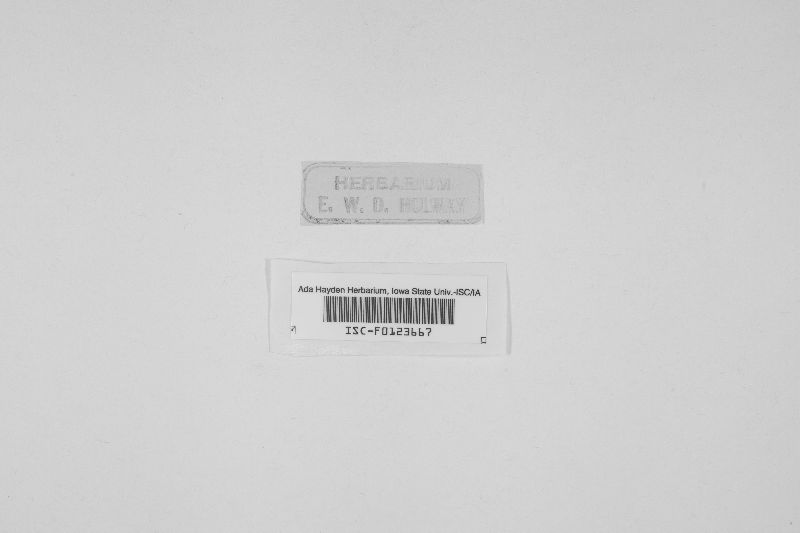 HERBARIUM
E. W. D. HOLWAY
Ada Hayden Herbarium, Iowa State Univ.-ISC/IA
ISC-F0123667